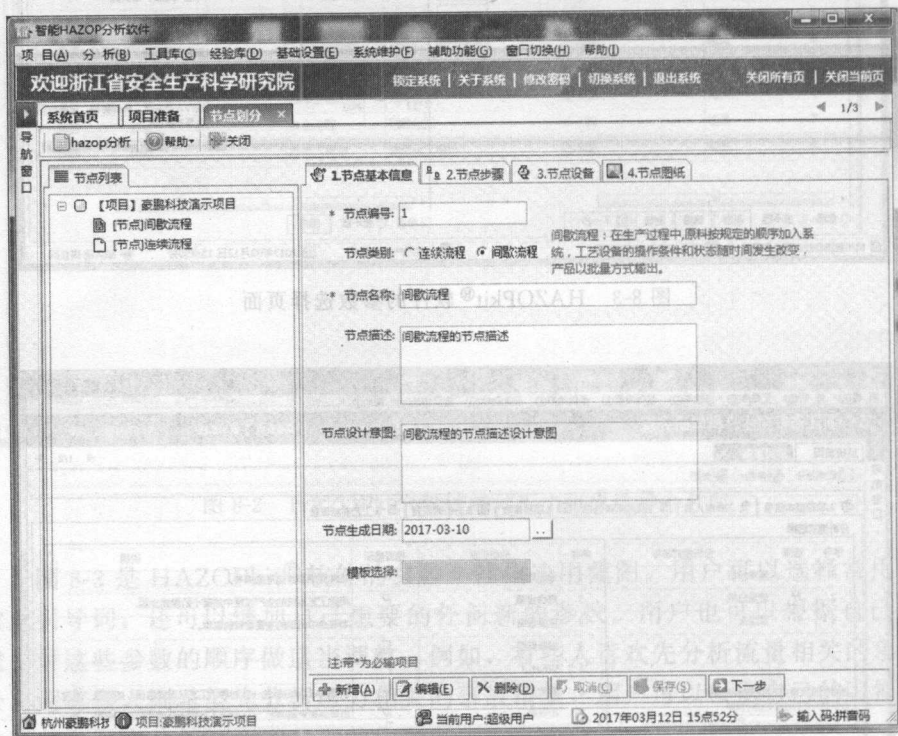 智能HAZOP分析软件
项 目(A) 分 析(B) 工具库(C) 经验库(D) 基础设置(E) 系统维护(F) 辅助功能(G) 窗口切换(H) 帮助(I)
欢迎浙江省安全生产科学研究院 锁定系统 | 关于系统 | 修改密码 | 切换系统 | 退出系统 关闭所有页 | 关闭当前页
系统首页 项目准备 节点划分 × 1/3
导航窗口
hazop分析 帮助 关闭
节点列表
【项目】豪鹏科技演示项目
[节点]间歇流程
[节点]连续流程
1.节点基本信息 2.节点步骤 3.节点设备 4.节点图纸
* 节点编号: 1
节点类别: 连续流程 间歇流程
间歇流程:在生产过程中,原料按规定的顺序加入系
统,工艺设备的操作条件和状态随时间发生改变,
产品以批量方式输出。
* 节点名称: 间歇流程
节点描述: 间歇流程的节点描述
节点设计意图: 间歇流程的节点描述设计意图
节点生成日期: 2017-03-10 ..
模板选择:
注:带*为必输项目
新增(A) 编辑(E) 删除(D) 取消(C) 保存(S) 下一步
杭州豪鹏科技 项目:豪鹏科技演示项目 当前用户:超级用户 2017年03月12日 15点52分 输入码:拼音码